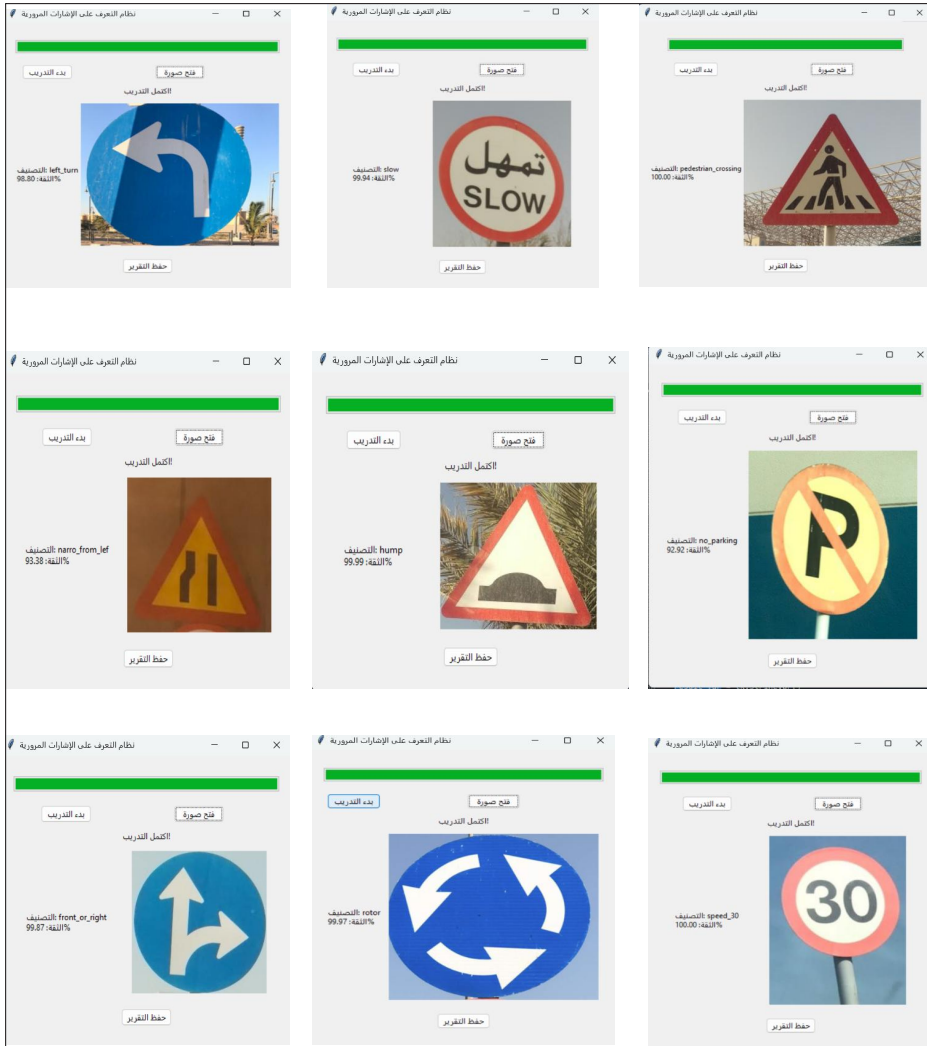 نظام التعرف على الإشارات المرورية
بدء التدريب
فتح صورة
اكتمل التدريب!
التصنيف: left_turn
الثقة: 98.80%
حفظ التقرير
نظام التعرف على الإشارات المرورية
بدء التدريب
فتح صورة
اكتمل التدريب!
التصنيف: slow
الثقة: 99.94%
تمهل
SLOW
حفظ التقرير
نظام التعرف على الإشارات المرورية
بدء التدريب
فتح صورة
اكتمل التدريب!
التصنيف: pedestrian_crossing
الثقة: 100.00%
حفظ التقرير
نظام التعرف على الإشارات المرورية
بدء التدريب
فتح صورة
اكتمل التدريب!
التصنيف: narro_from_lef
الثقة: 93.38%
حفظ التقرير
نظام التعرف على الإشارات المرورية
بدء التدريب
فتح صورة
اكتمل التدريب!
التصنيف: hump
الثقة: 99.99%
حفظ التقرير
نظام التعرف على الإشارات المرورية
بدء التدريب
فتح صورة
اكتمل التدريب!
التصنيف: no_parking
الثقة: 92.92%
P
حفظ التقرير
نظام التعرف على الإشارات المرورية
بدء التدريب
فتح صورة
اكتمل التدريب!
التصنيف: front_or_right
الثقة: 99.87%
حفظ التقرير
نظام التعرف على الإشارات المرورية
بدء التدريب
فتح صورة
اكتمل التدريب!
التصنيف: rotor
الثقة: 99.97%
حفظ التقرير
نظام التعرف على الإشارات المرورية
بدء التدريب
فتح صورة
اكتمل التدريب!
التصنيف: speed_30
الثقة: 100.00%
30
حفظ التقرير